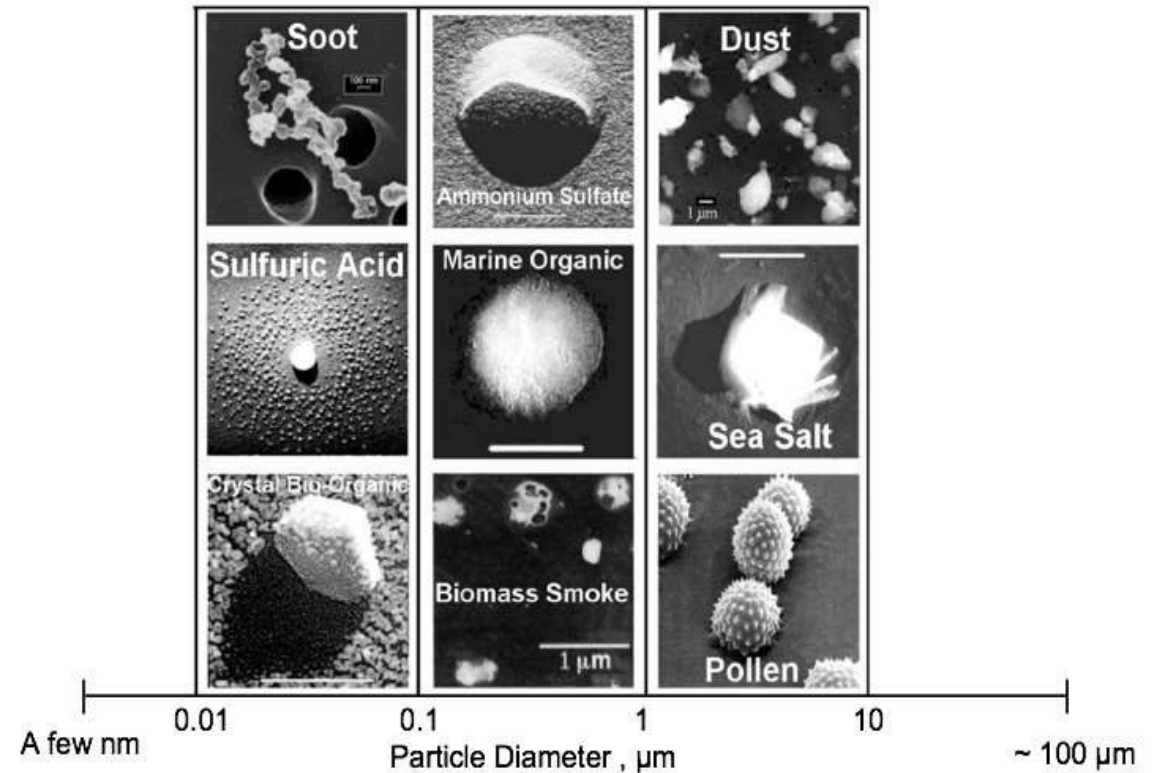 Soot
100 nm
Ammonium Sulfate
Dust
1 µm
Sulfuric Acid
Marine Organic
Sea Salt
Crystal Bio-Organic
Biomass Smoke
1 µm
Pollen
0.01
0.1
1
10
A few nm
Particle Diameter , µm
~ 100 µm